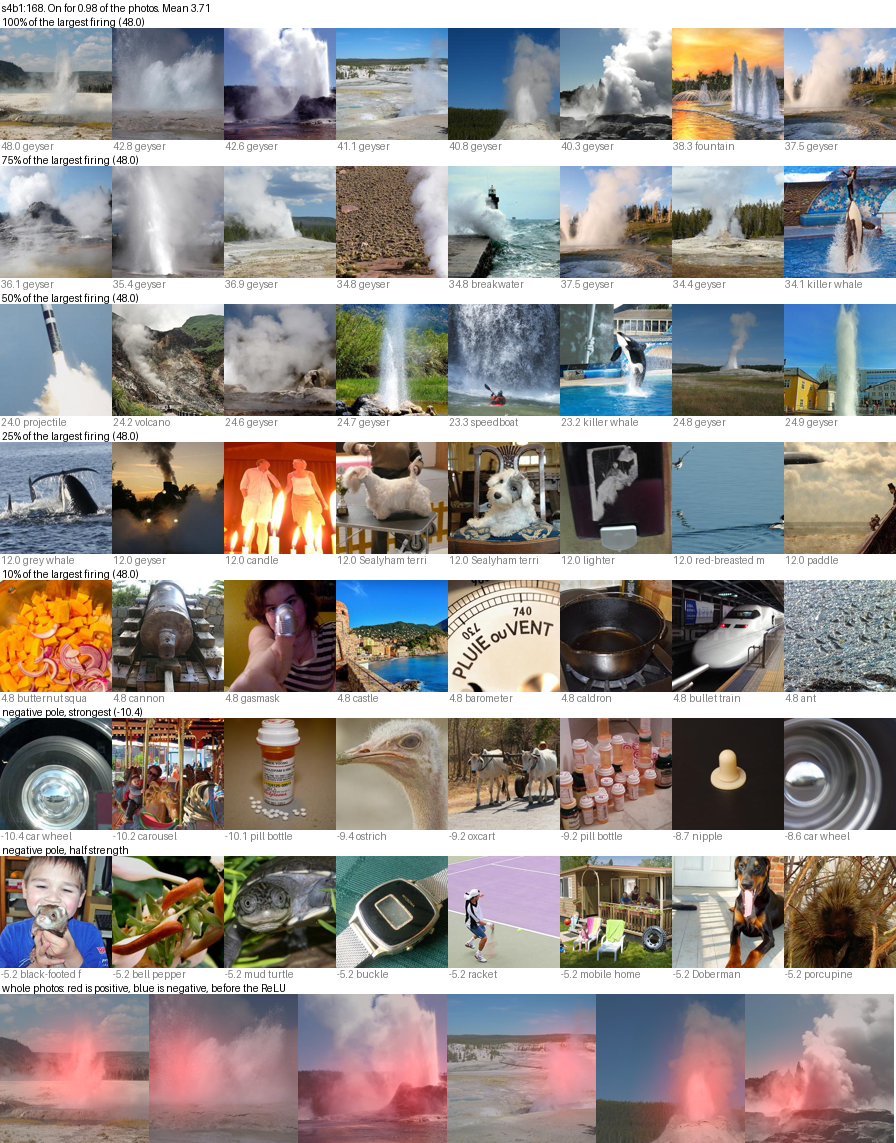 s4b1:168. On for 0.98 of the photos. Mean 3.71
100% of the largest firing (48.0)
48.0 geyser 42.8 geyser 42.6 geyser 41.1 geyser 40.8 geyser 40.3 geyser 38.3 fountain 37.5 geyser
75% of the largest firing (48.0)
36.1 geyser 35.4 geyser 36.9 geyser 34.8 geyser 34.8 breakwater 37.5 geyser 34.4 geyser 34.1 killer whale
50% of the largest firing (48.0)
24.0 projectile 24.2 volcano 24.6 geyser 24.7 geyser 23.3 speedboat 23.2 killer whale 24.8 geyser 24.9 geyser
25% of the largest firing (48.0)
12.0 grey whale 12.0 geyser 12.0 candle 12.0 Sealyham terri 12.0 Sealyham terri 12.0 lighter 12.0 red-breasted m 12.0 paddle
10% of the largest firing (48.0)
730 740
PLUIE ou VENT
4.8 butternut squa 4.8 cannon 4.8 gasmask 4.8 castle 4.8 barometer 4.8 caldron 4.8 bullet train 4.8 ant
negative pole, strongest (-10.4)
-10.4 car wheel -10.2 carousel -10.1 pill bottle -9.4 ostrich -9.2 oxcart -9.2 pill bottle -8.7 nipple -8.6 car wheel
negative pole, half strength
-5.2 black-footed f -5.2 bell pepper -5.2 mud turtle -5.2 buckle -5.2 racket -5.2 mobile home -5.2 Doberman -5.2 porcupine
whole photos: red is positive, blue is negative, before the ReLU